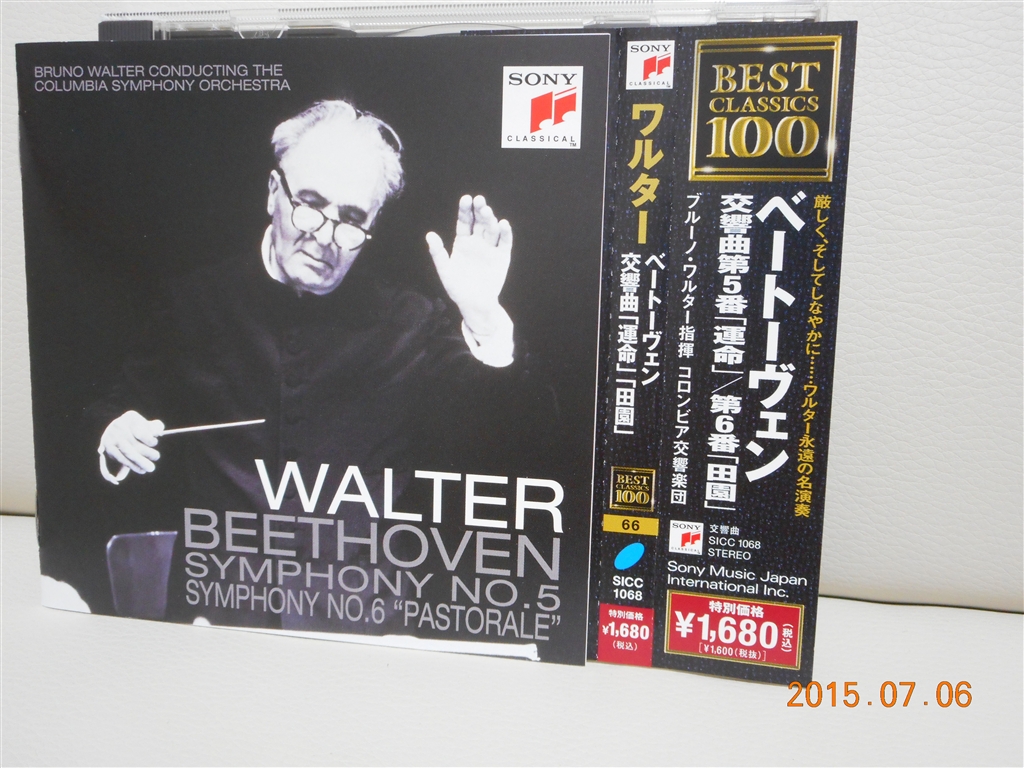 BRUNO WALTER CONDUCTING THE
COLUMBIA SYMPHONY ORCHESTRA
SONY
CLASSICAL
TM
WALTER
BEETHOVEN
SYMPHONY NO.5
SYMPHONY NO.6 “PASTORALE”
SONY
CLASSICAL
ワルター
ベートーヴェン
交響曲「運命」「田園」
BEST
CLASSICS
100
66
SICC
1068
特別価格
¥1,680
(税込)
BEST
CLASSICS
100
厳しく、そしてしなやかに……ワルター永遠の名演奏
ベートーヴェン
交響曲第5番「運命」/第6番「田園」
ブルーノ・ワルター指揮 コロンビア交響楽団
SONY
CLASSICAL
交響曲
SICC 1068
STEREO
Sony Music Japan
International Inc.
特別価格
¥1,680(税込)
[¥1,600(税抜)]
2015.07.06